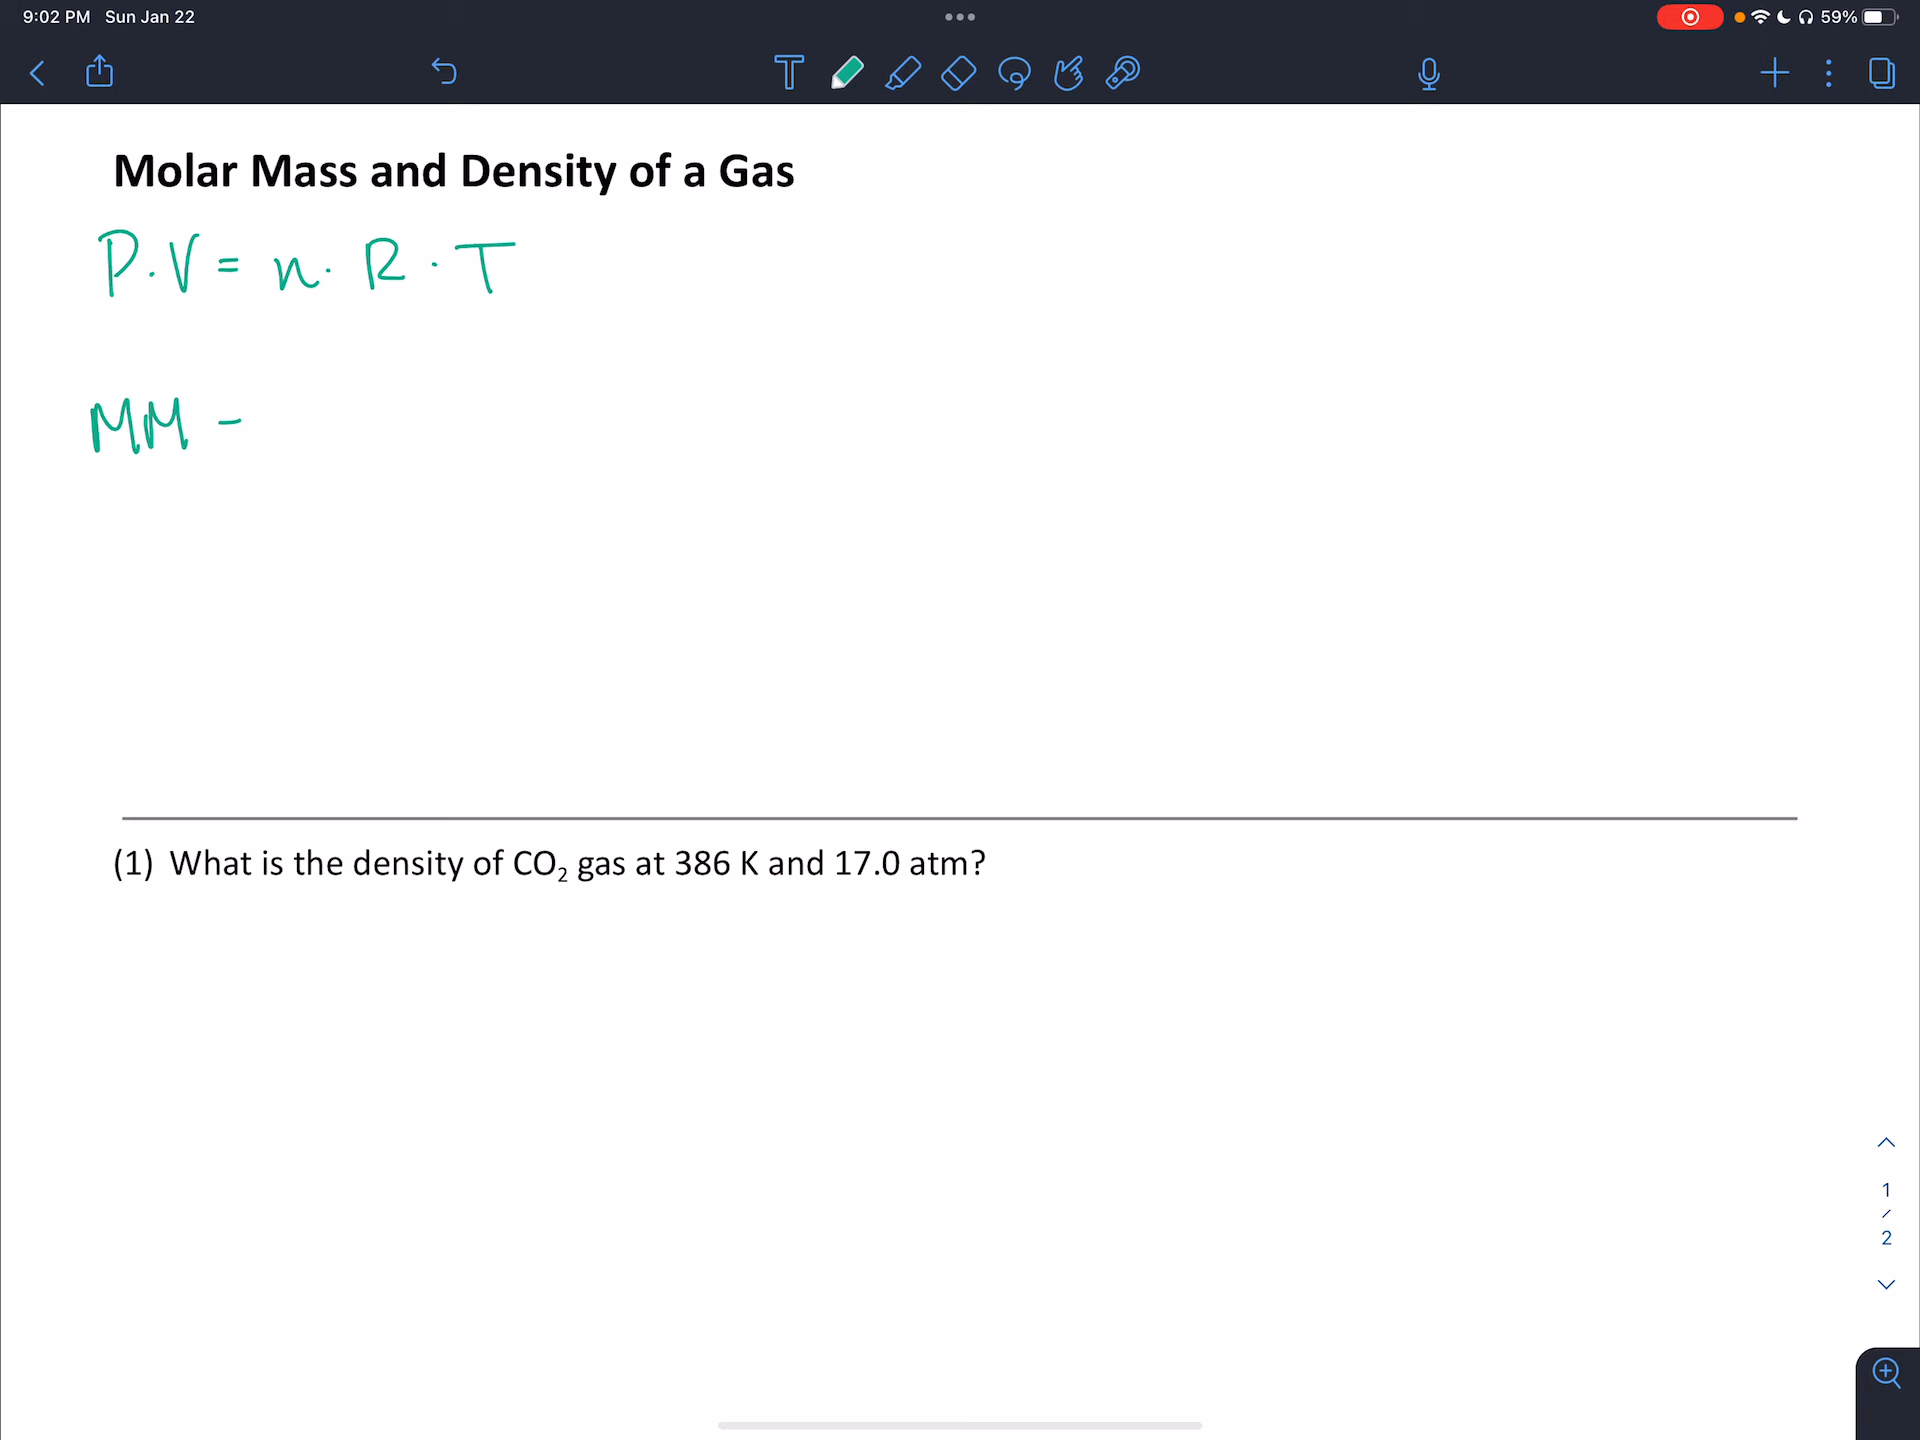 9:02 PM Sun Jan 22
59%
Molar Mass and Density of a Gas
P.V = n. R . T
MM -
(1) What is the density of CO₂ gas at 386 K and 17.0 atm?
1
/
2